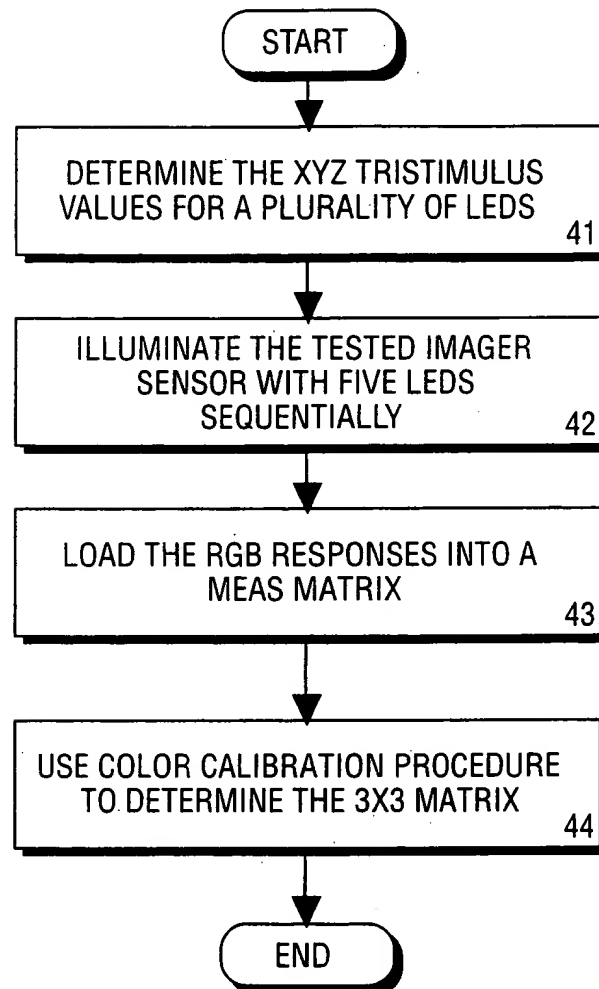 START
DETERMINE THE XYZ TRISTIMULUS
VALUES FOR A PLURALITY OF LEDS
41
ILLUMINATE THE TESTED IMAGER
SENSOR WITH FIVE LEDS
SEQUENTIALLY
42
LOAD THE RGB RESPONSES INTO A
MEAS MATRIX
43
USE COLOR CALIBRATION PROCEDURE
TO DETERMINE THE 3X3 MATRIX
44
END